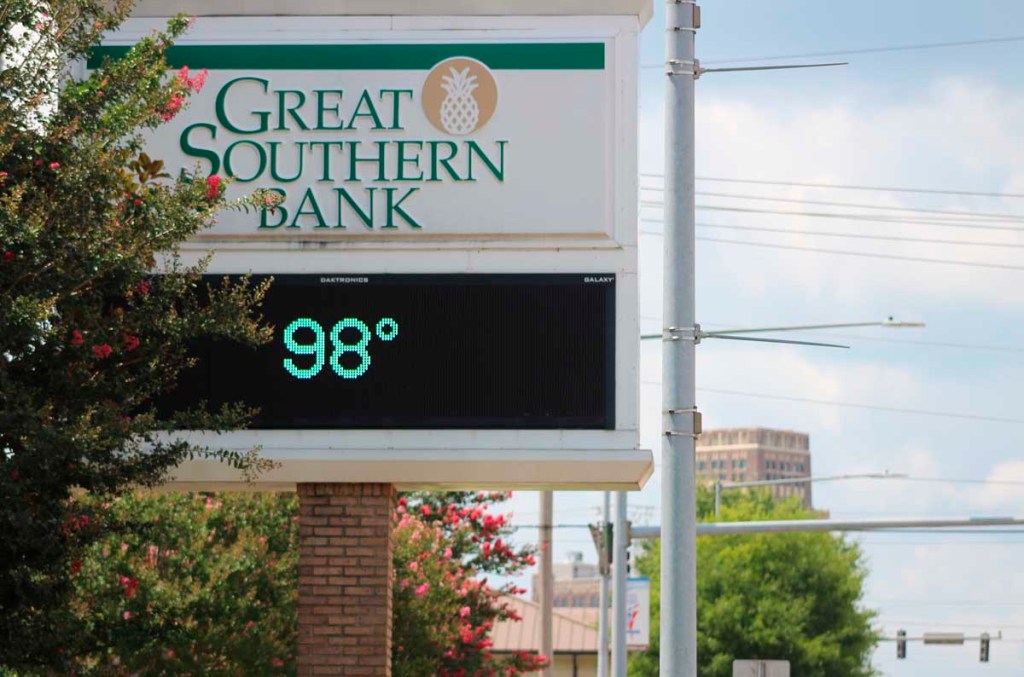 GREAT
SOUTHERN
BANK
DAKTRONICS GALAXY®
98°